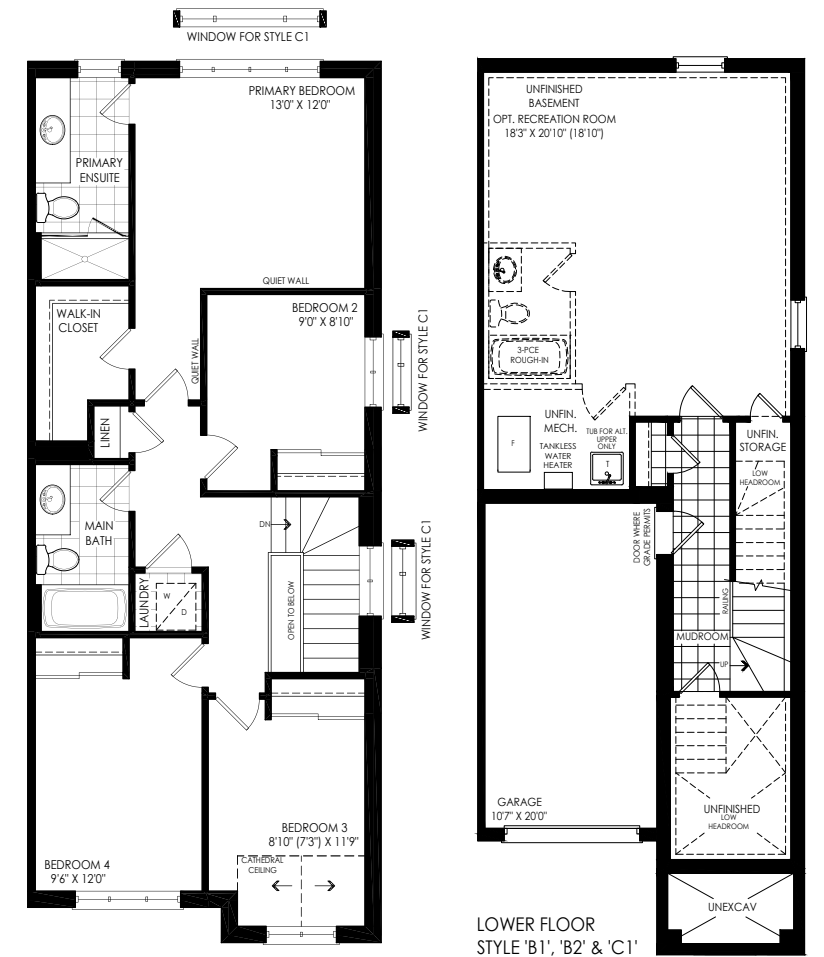 WINDOW FOR STYLE C1
PRIMARY BEDROOM
13'0" X 12'0"
PRIMARY
ENSUITE
QUIET WALL
WALK-IN
CLOSET
BEDROOM 2
9'0" X 8'10"
QUIET WALL
WINDOW FOR STYLE C1
LINEN
MAIN
BATH
DN
OPEN TO BELOW
WINDOW FOR STYLE C1
LAUNDRY
W
D
BEDROOM 3
8'10" (7'3") X 11'9"
CATHEDRAL
CEILING
BEDROOM 4
9'6" X 12'0"
UNFINISHED
BASEMENT
OPT. RECREATION ROOM
18'3" X 20'10" (18'10")
3-PCE
ROUGH-IN
UNFIN.
MECH.
F
TANKLESS
WATER
HEATER
TUB FOR ALT.
UPPER
ONLY
T
UNFIN.
STORAGE
LOW
HEADROOM
DOOR WHERE
GRADE PERMITS
RAILING
MUDROOM
UP
GARAGE
10'7" X 20'0"
UNFINISHED
LOW
HEADROOM
UNEXCAV
LOWER FLOOR
STYLE 'B1', 'B2' & 'C1'